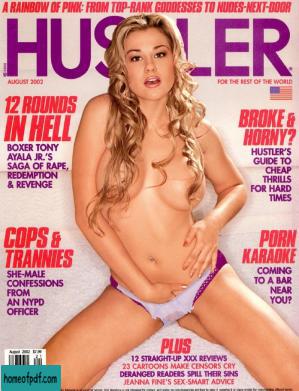 A RAINBOW OF PINK: FROM TOP-RANK GODDESSES TO NUDES-NEXT-DOOR
HUSTLER
AUGUST 2002
FOR THE REST OF THE WORLD
12 ROUNDS
IN HELL
BOXER TONY
AYALA JR.'S
SAGA OF RAPE,
REDEMPTION
& REVENGE
BROKE &
HORNY?
HUSTLER'S
GUIDE TO
CHEAP
THRILLS
FOR HARD
TIMES
COPS &
TRANNIES
SHE-MALE
CONFESSIONS
FROM AN
NYPD
OFFICER
PORN
KARAOKE
COMING
TO A BAR
NEAR
YOU?
PLUS
12 STRAIGHT-UP XXX REVIEWS
23 CARTOONS MAKE CENSORS CRY
DERANGED READERS SPILL THEIR SINS
JEANNA FINE'S SEX-SMART ADVICE
August 2002 $7.99
homeofpdf.com